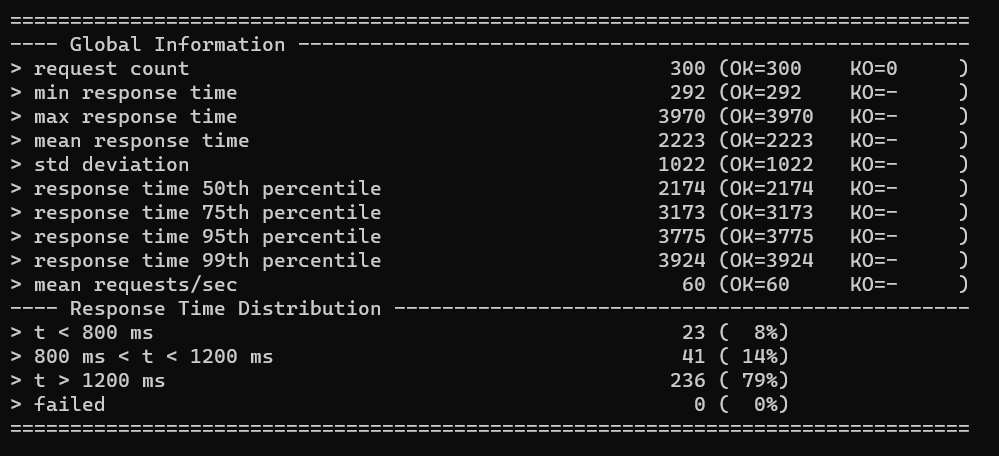 ================================================================================
---- Global Information --------------------------------------------------------
> request count                                        300 (OK=300    KO=0     )
> min response time                                    292 (OK=292    KO=-     )
> max response time                                   3970 (OK=3970   KO=-     )
> mean response time                                  2223 (OK=2223   KO=-     )
> std deviation                                       1022 (OK=1022   KO=-     )
> response time 50th percentile                       2174 (OK=2174   KO=-     )
> response time 75th percentile                       3173 (OK=3173   KO=-     )
> response time 95th percentile                       3775 (OK=3775   KO=-     )
> response time 99th percentile                       3924 (OK=3924   KO=-     )
> mean requests/sec                                     60 (OK=60     KO=-     )
---- Response Time Distribution ------------------------------------------------
> t < 800 ms                                            23 (  8%)
> 800 ms < t < 1200 ms                                  41 ( 14%)
> t > 1200 ms                                          236 ( 79%)
> failed                                                 0 (  0%)
================================================================================